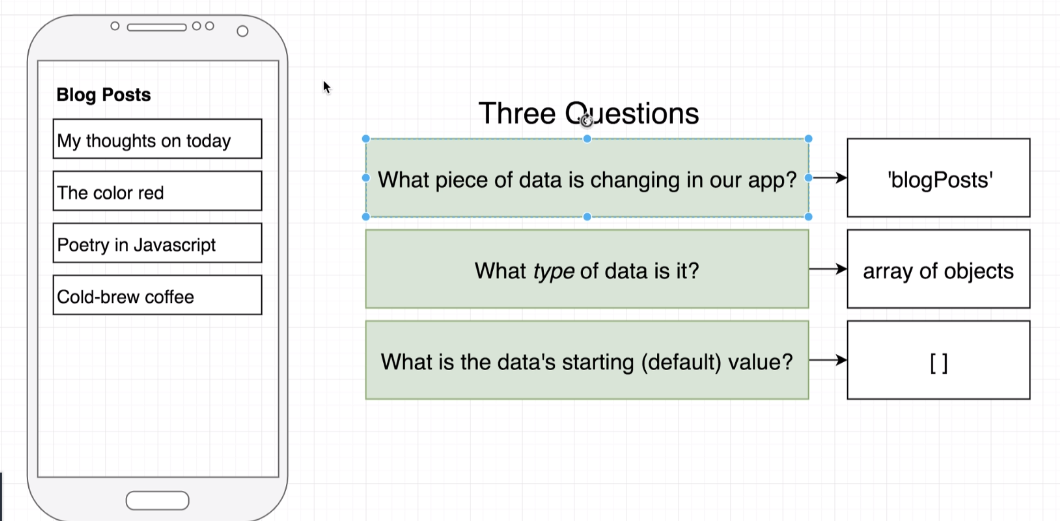 Blog Posts
My thoughts on today
The color red
Poetry in Javascript
Cold-brew coffee
Three Questions
What piece of data is changing in our app?
'blogPosts'
What type of data is it?
array of objects
What is the data's starting (default) value?
[ ]